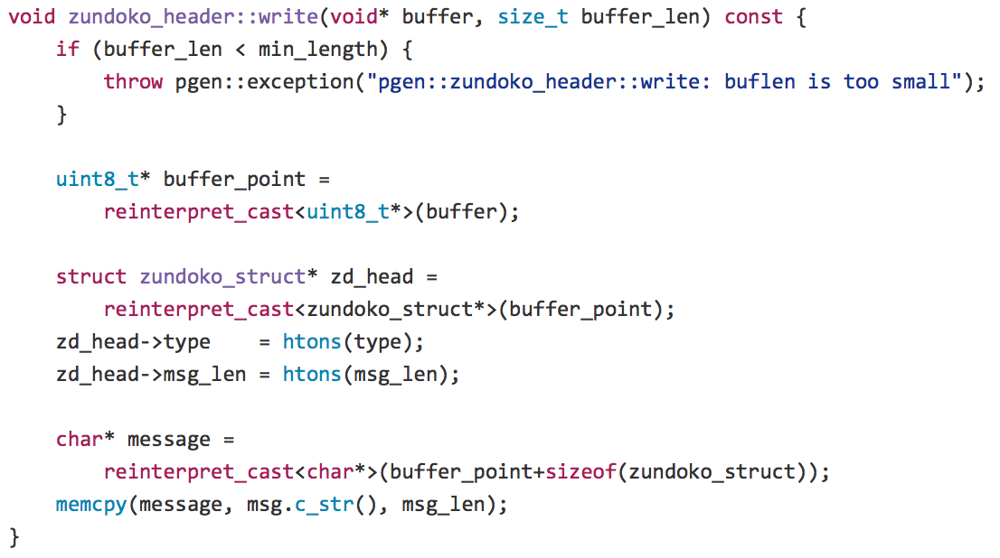 void zundoko_header::write(void* buffer, size_t buffer_len) const {
    if (buffer_len < min_length) {
        throw pgen::exception("pgen::zundoko_header::write: buflen is too small");
    }

    uint8_t* buffer_point =
        reinterpret_cast<uint8_t*>(buffer);

    struct zundoko_struct* zd_head =
        reinterpret_cast<zundoko_struct*>(buffer_point);
    zd_head->type    = htons(type);
    zd_head->msg_len = htons(msg_len);

    char* message =
        reinterpret_cast<char*>(buffer_point+sizeof(zundoko_struct));
    memcpy(message, msg.c_str(), msg_len);
}